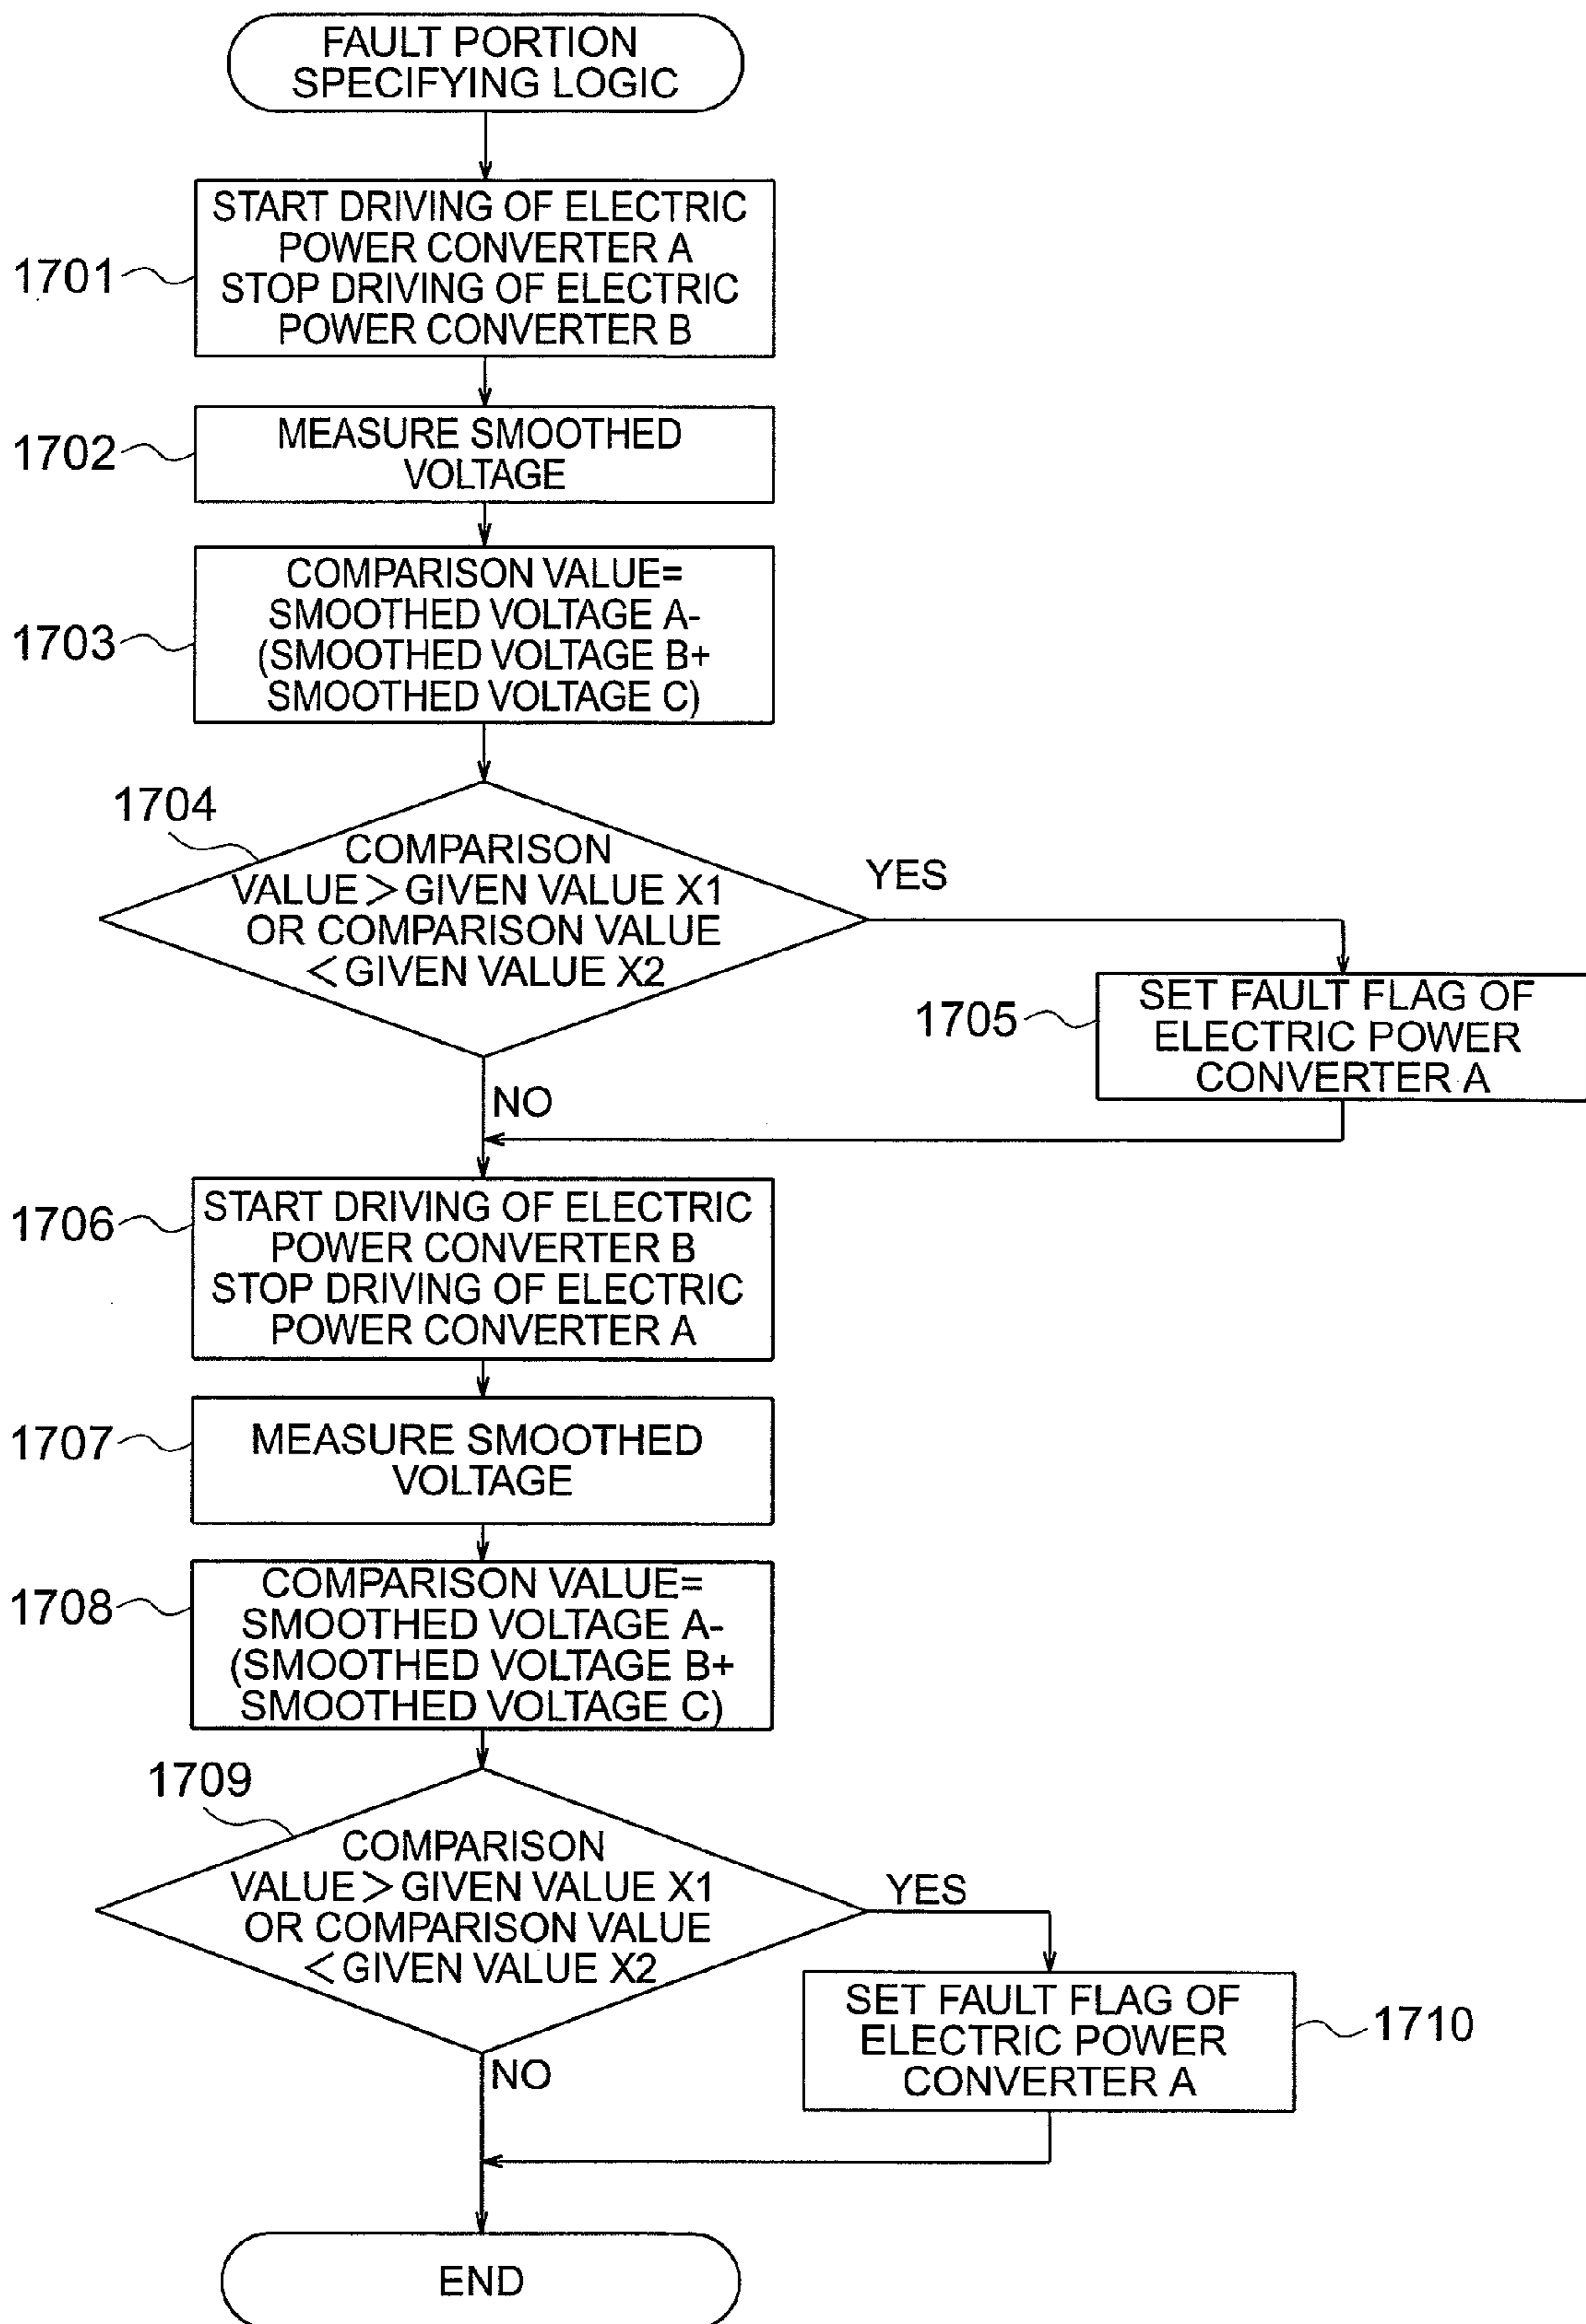 FAULT PORTION
SPECIFYING LOGIC
1701
START DRIVING OF ELECTRIC
POWER CONVERTER A
STOP DRIVING OF ELECTRIC
POWER CONVERTER B
1702
MEASURE SMOOTHED
VOLTAGE
1703
COMPARISON VALUE=
SMOOTHED VOLTAGE A-
(SMOOTHED VOLTAGE B+
SMOOTHED VOLTAGE C)
1704
COMPARISON
VALUE>GIVEN VALUE X1
OR COMPARISON VALUE
<GIVEN VALUE X2
YES
1705
SET FAULT FLAG OF
ELECTRIC POWER
CONVERTER A
NO
1706
START DRIVING OF ELECTRIC
POWER CONVERTER B
STOP DRIVING OF ELECTRIC
POWER CONVERTER A
1707
MEASURE SMOOTHED
VOLTAGE
1708
COMPARISON VALUE=
SMOOTHED VOLTAGE A-
(SMOOTHED VOLTAGE B+
SMOOTHED VOLTAGE C)
1709
COMPARISON
VALUE>GIVEN VALUE X1
OR COMPARISON VALUE
<GIVEN VALUE X2
YES
SET FAULT FLAG OF
ELECTRIC POWER
CONVERTER A
1710
NO
END